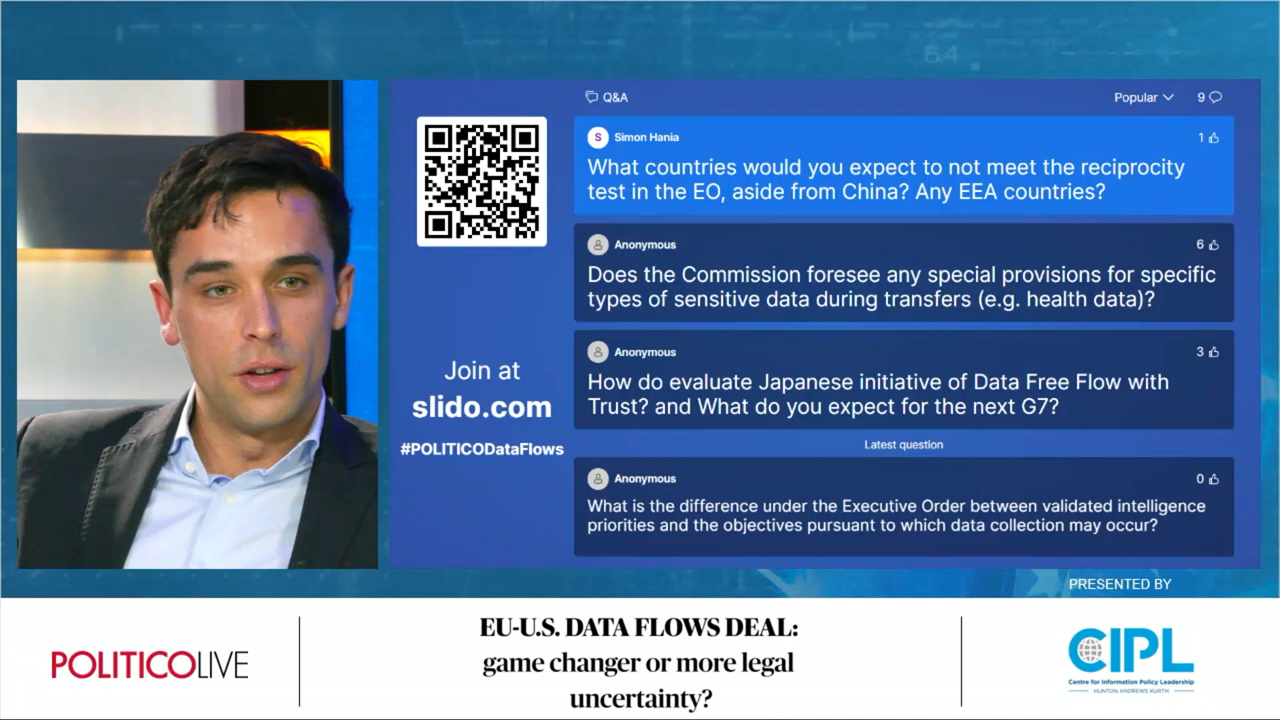 64
Q&A
Popular
9
S
Simon Hania
1
What countries would you expect to not meet the reciprocity
test in the EO, aside from China? Any EEA countries?
Anonymous
6
Does the Commission foresee any special provisions for specific
types of sensitive data during transfers (e.g. health data)?
Anonymous
3
How do evaluate Japanese initiative of Data Free Flow with
Trust? and What do you expect for the next G7?
Latest question
Anonymous
0
What is the difference under the Executive Order between validated intelligence
priorities and the objectives pursuant to which data collection may occur?
Join at
slido.com
#POLITICODataFlows
PRESENTED BY
POLITICOLIVE
EU-U.S. DATA FLOWS DEAL:
game changer or more legal
uncertainty?
CIPL
Centre for Information Policy Leadership
HUNTON ANDREWS KURTH